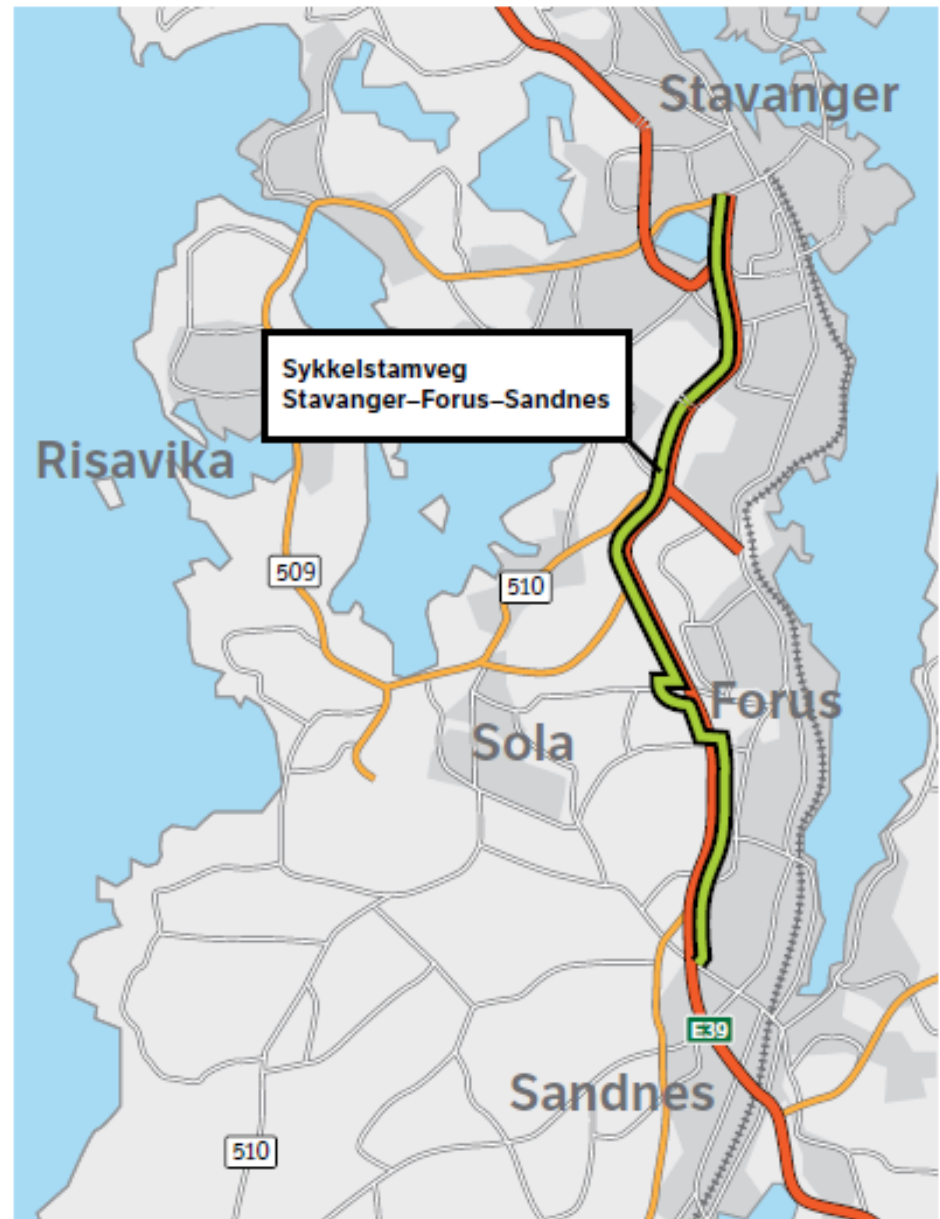 Stavanger
Sykkelstamveg
Stavanger–Forus–Sandnes
Risavika
509
510
Forus
Sola
E39
Sandnes
510